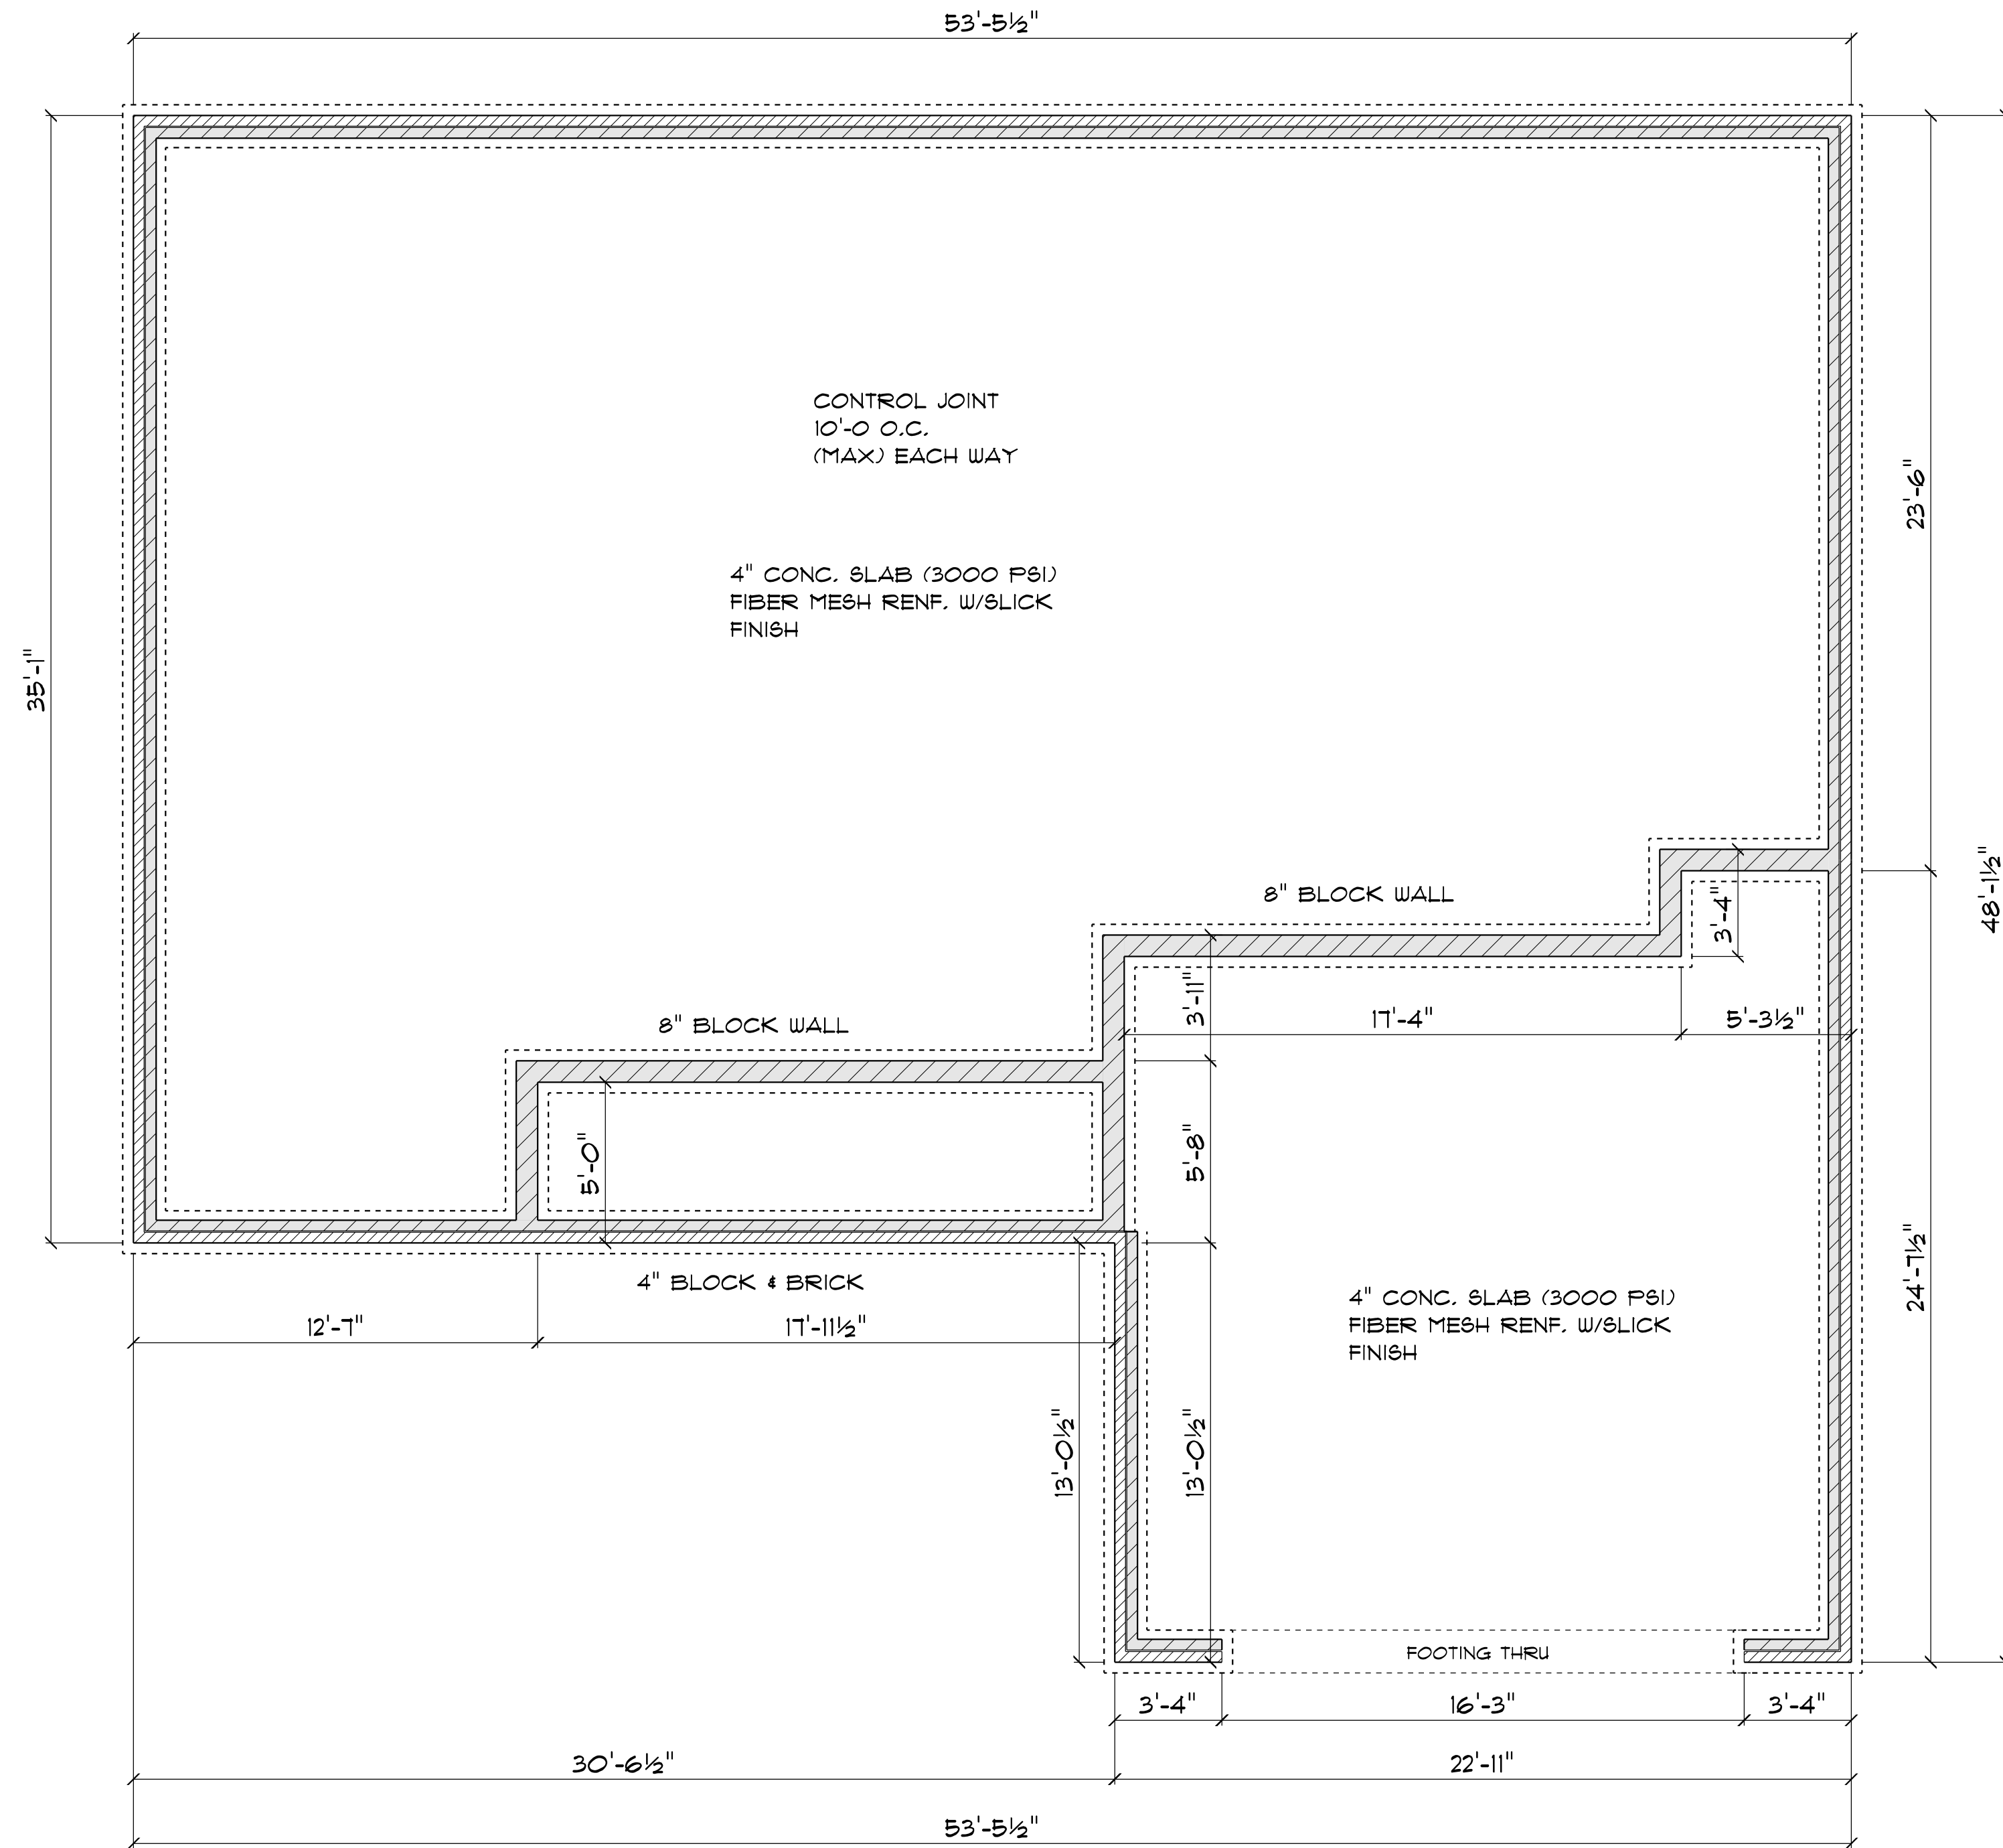 53'-5½"
CONTROL JOINT
10'-0 O.C.
(MAX) EACH WAY
23'-6"
4" CONC. SLAB (3000 PSI)
FIBER MESH RENF. W/SLICK
FINISH
35'-1"
48'-1½"
8" BLOCK WALL
3'-4"
3'-11"
17'-4"
5'-3½"
8" BLOCK WALL
5'-0"
5'-8"
24'-7½"
4" BLOCK & BRICK
4" CONC. SLAB (3000 PSI)
FIBER MESH RENF. W/SLICK
FINISH
12'-7"
17'-11½"
13'-0½"
13'-0½"
FOOTING THRU
3'-4"
16'-3"
3'-4"
30'-6½"
22'-11"
53'-5½"